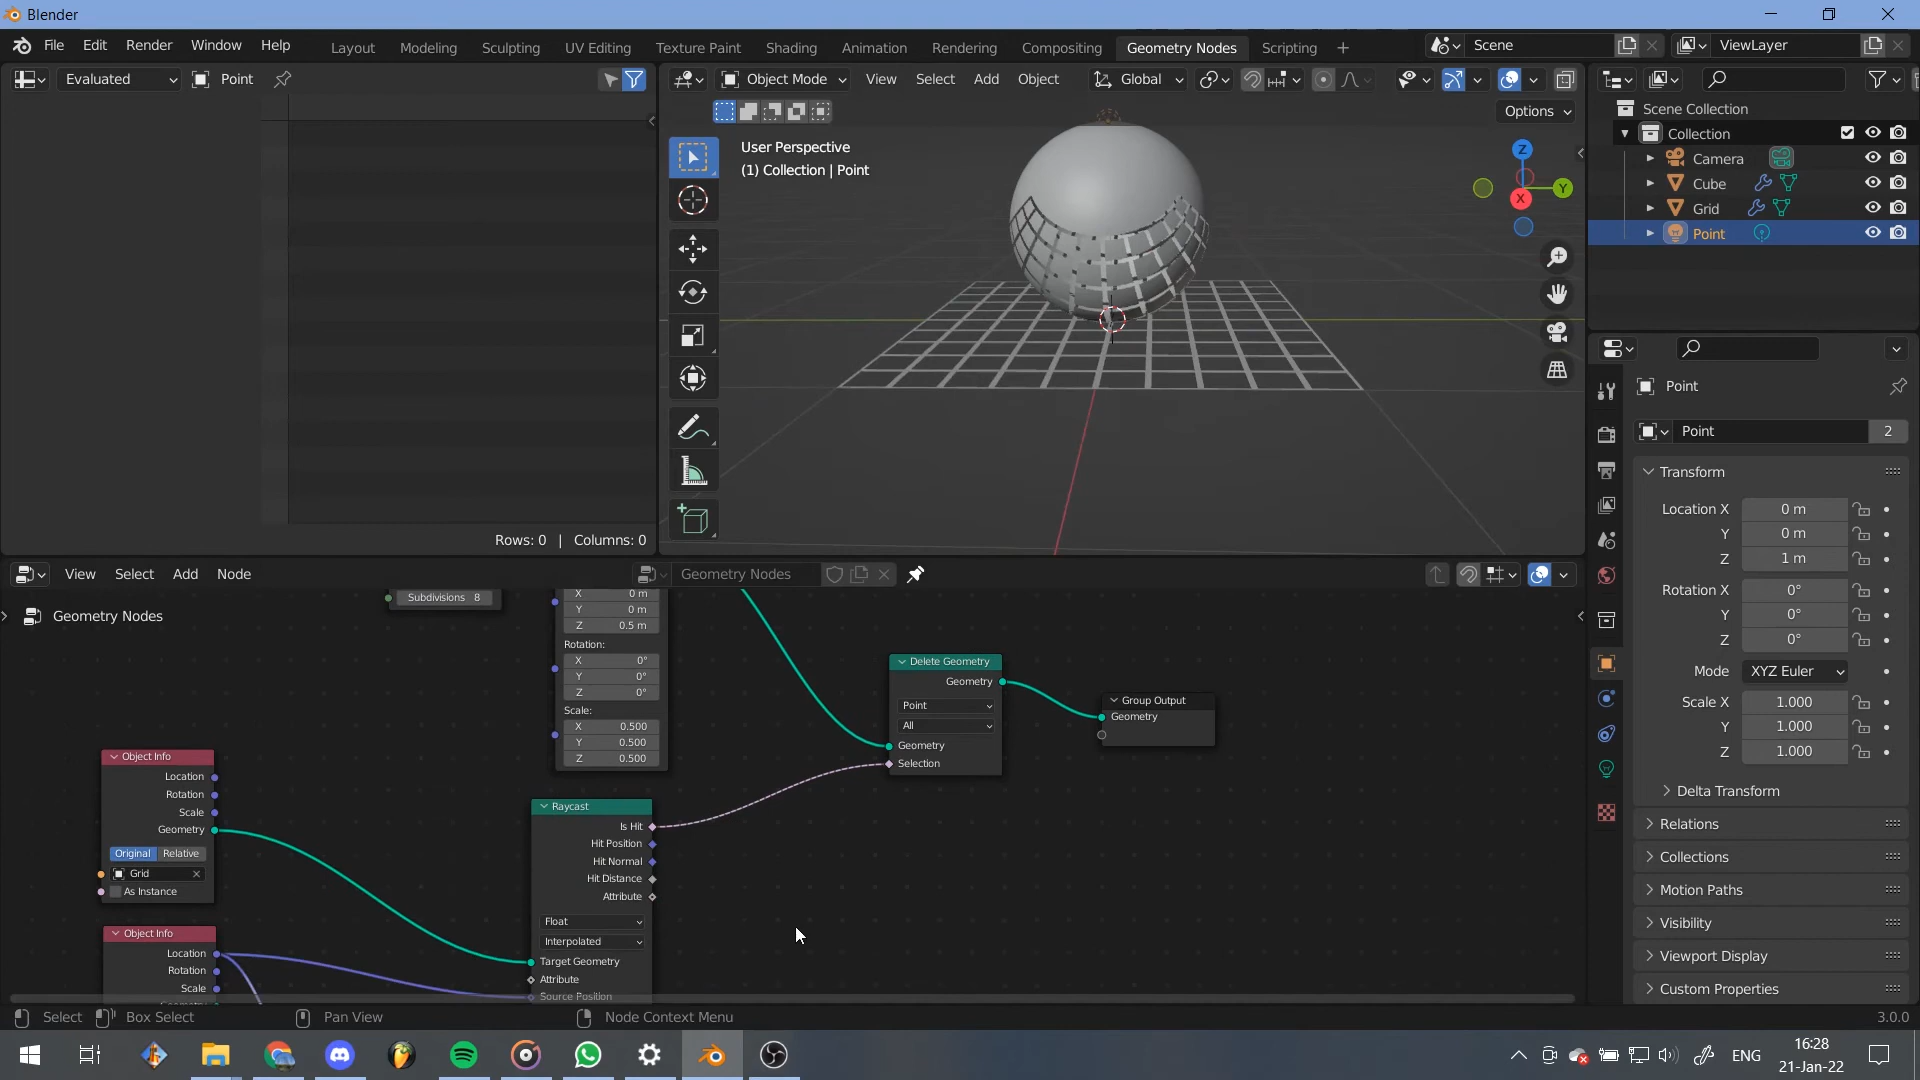 Blender
File Edit Render Window Help
Layout Modeling Sculpting UV Editing Texture Paint Shading Animation Rendering Compositing Geometry Nodes Scripting +
Scene
ViewLayer
Evaluated
Point
Object Mode View Select Add Object
Global
Options
User Perspective
(1) Collection | Point
Z
Y
X
Rows: 0 | Columns: 0
Scene Collection
Collection
Camera
Cube
Grid
Point
Point
Point 2
Transform
Location X 0 m
Y 0 m
Z 1 m
Rotation X 0°
Y 0°
Z 0°
Mode XYZ Euler
Scale X 1.000
Y 1.000
Z 1.000
Delta Transform
Relations
Collections
Motion Paths
Visibility
Viewport Display
Custom Properties
View Select Add Node
Geometry Nodes
Geometry Nodes
Subdivisions 8
X 0 m
Y 0 m
Z 0.5 m
Rotation:
X 0°
Y 0°
Z 0°
Scale:
X 0.500
Y 0.500
Z 0.500
Delete Geometry
Geometry
Point
All
Geometry
Selection
Group Output
Geometry
Object Info
Location
Rotation
Scale
Geometry
Original Relative
Grid
As Instance
Object Info
Location
Rotation
Scale
Raycast
Is Hit
Hit Position
Hit Normal
Hit Distance
Attribute
Float
Interpolated
Target Geometry
Attribute
Source Position
Select Box Select Pan View Node Context Menu 3.0.0
ENG
16:28
21-Jan-22